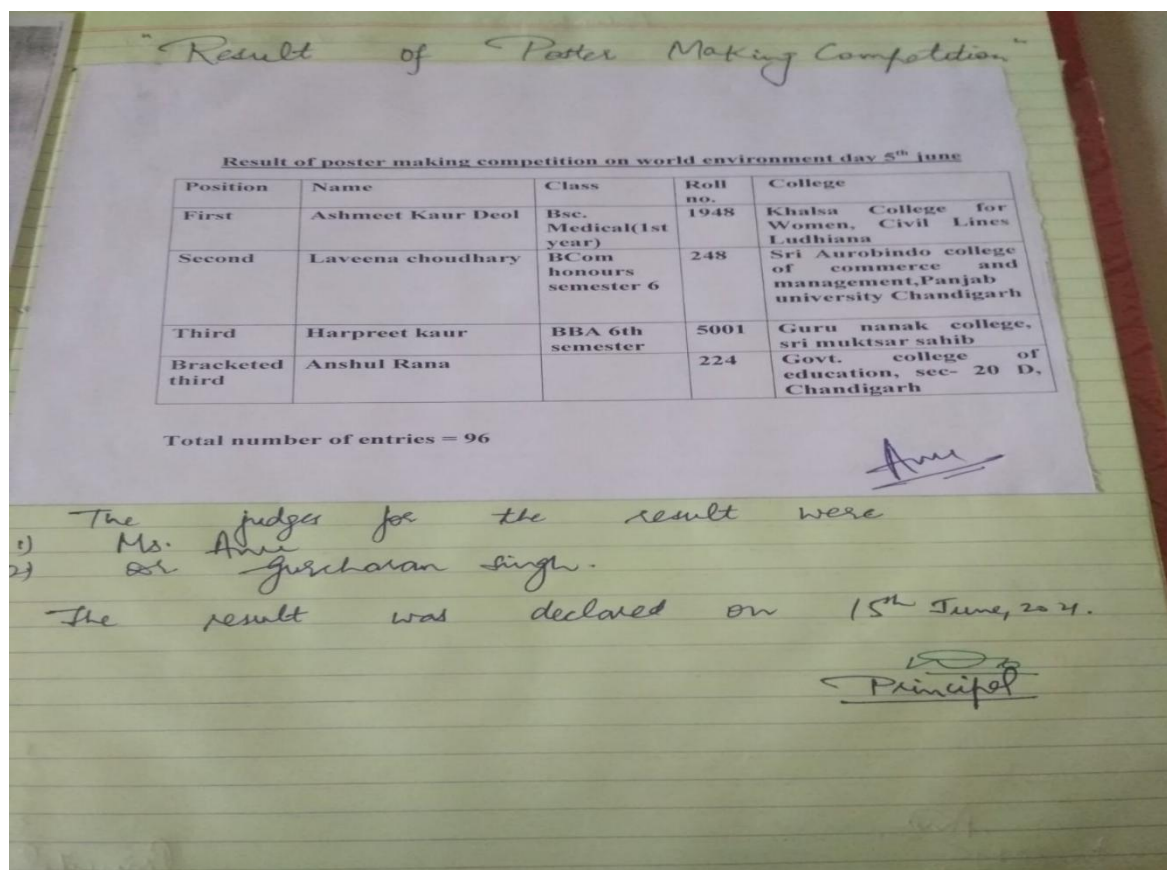 "Result of Poster Making Competition"
Result of poster making competition on world environment day 5th june
Position Name Class Roll no. College
First Ashmeet Kaur Deol Bsc. Medical(1st year) 1948 Khalsa College for Women, Civil Lines Ludhiana
Second Laveena choudhary BCom honours semester 6 248 Sri Aurobindo college of commerce and management,Panjab university Chandigarh
Third Harpreet kaur BBA 6th semester 5001 Guru nanak college, sri muktsar sahib
Bracketed third Anshul Rana 224 Govt. college of education, sec- 20 D, Chandigarh
Total number of entries = 96
Anu
The judges for the result were
1) Ms. Anu
2) Dr Gurcharan Singh.
The result was declared on 15th June, 2021.
Principal